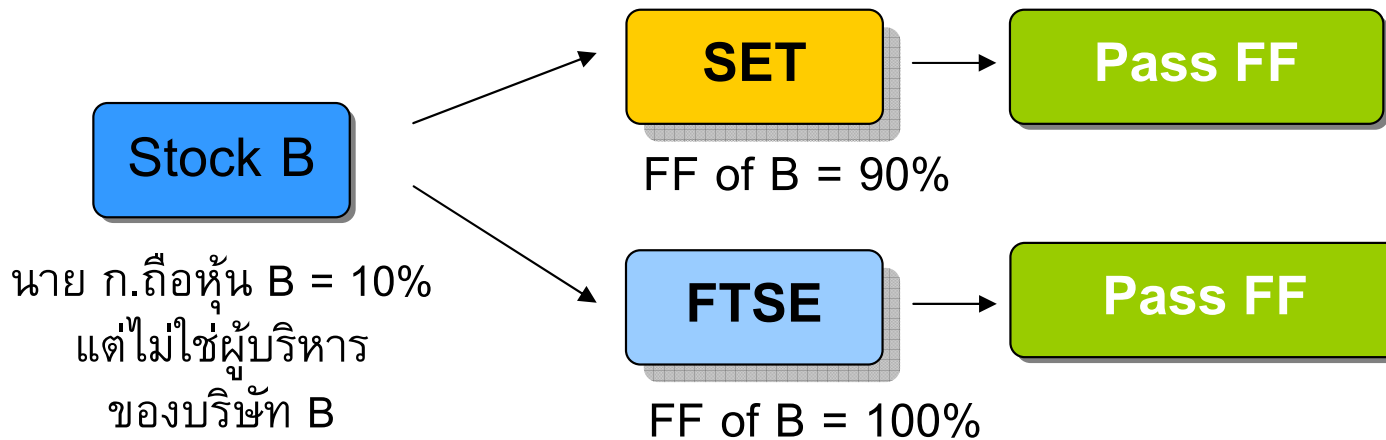 Stock B
นาย ก.ถือหุ้น B = 10%
แต่ไม่ใช่ผู้บริหาร
ของบริษัท B
SET
FF of B = 90%
Pass FF
FTSE
FF of B = 100%
Pass FF